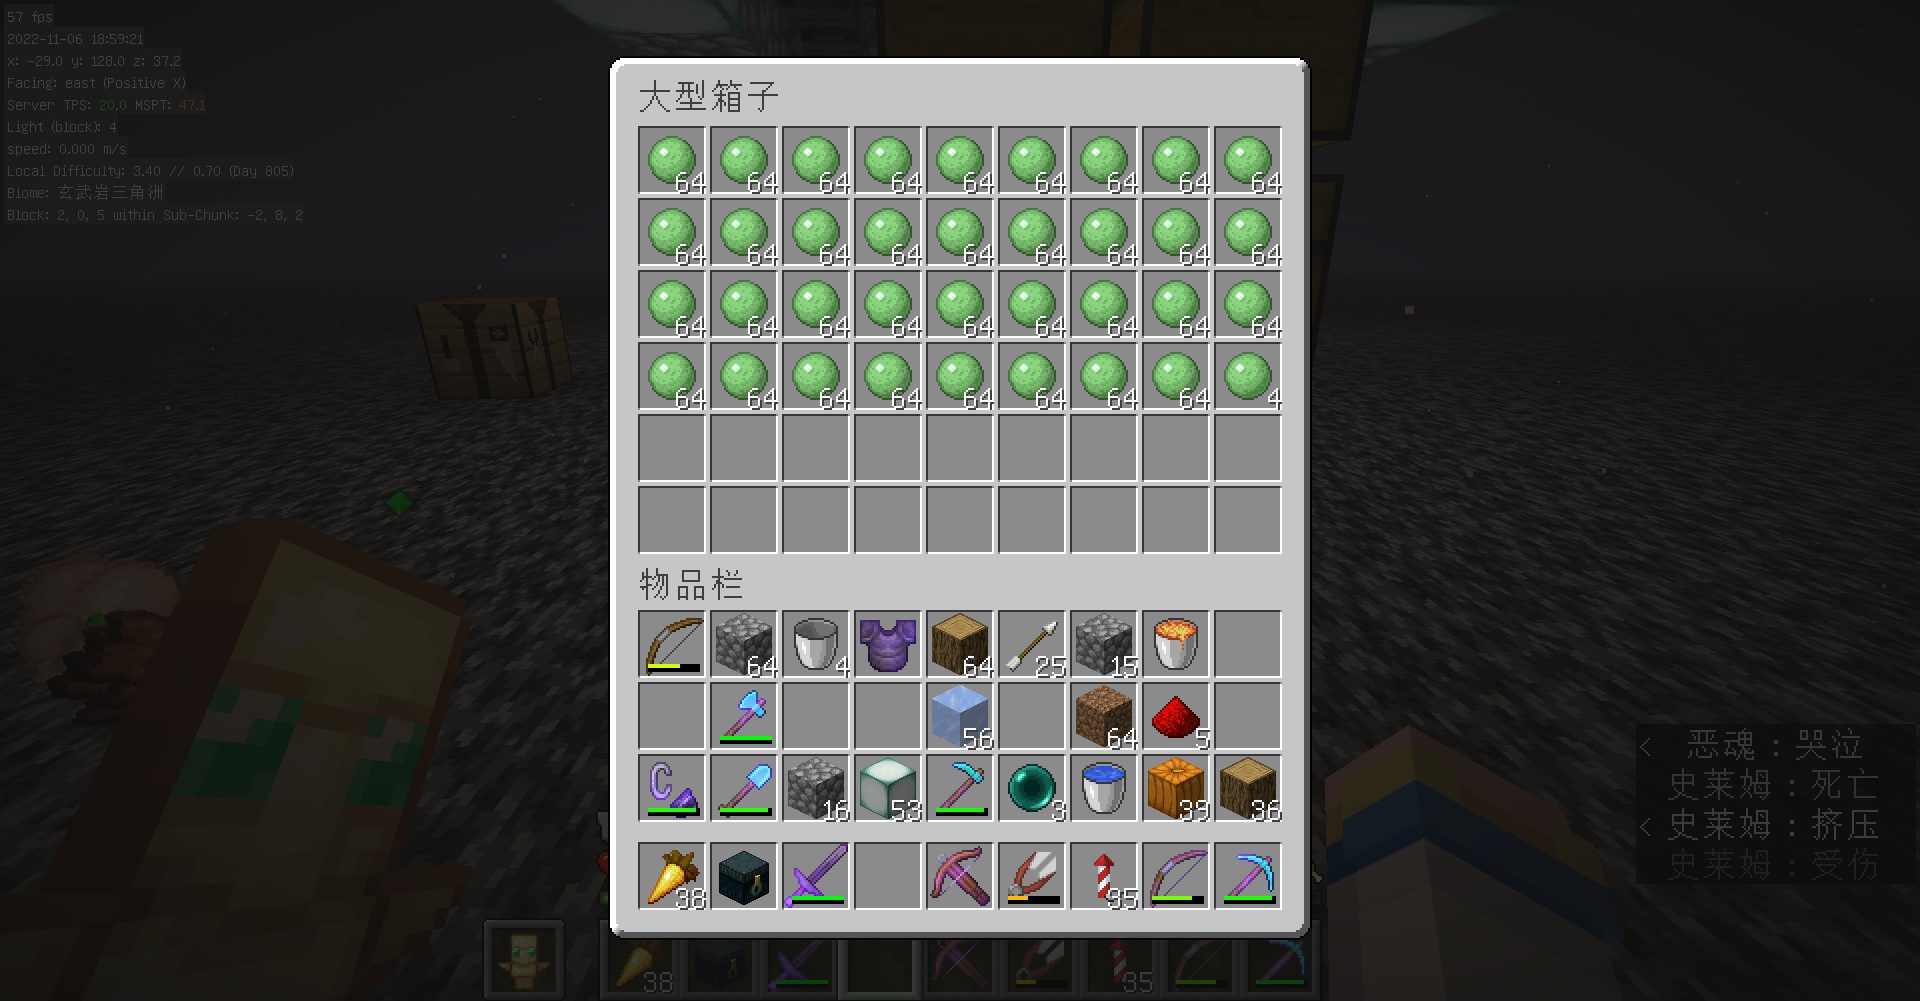 57 fps
2022-11-06 18:59:21
x: -29.0 y: 128.0 z: 37.2
Facing: east (Positive X)
Server TPS: 20.0 MSPT: 47.1
Light (block): 4
speed: 0.000 m/s
Local Difficulty: 3.40 // 0.70 (Day 805)
Biome: 玄武岩三角洲
Block: 2, 0, 5 within Sub-Chunk: -2, 8, 2
大型箱子
64 64 64 64 64 64 64 64 64
64 64 64 64 64 64 64 64 64
64 64 64 64 64 64 64 64 64
64 64 64 64 64 64 64 64 4
物品栏
64 4 64 25 15
56 64 5
C 16 53 3 39 36
38 35
< 恶魂：哭泣
史莱姆：死亡
< 史莱姆：挤压
史莱姆：受伤
38 35